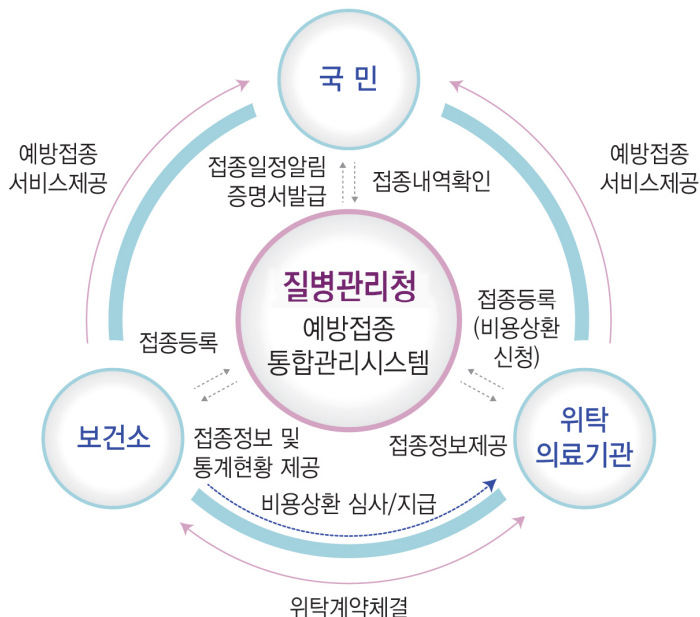 국 민
예방접종
서비스제공
접종일정알림
증명서발급
접종내역확인
예방접종
서비스제공
질병관리청
예방접종
통합관리시스템
접종등록
접종등록
(비용상환
신청)
보건소
접종정보 및
통계현황 제공
접종정보제공
위탁
의료기관
비용상환 심사/지급
위탁계약체결